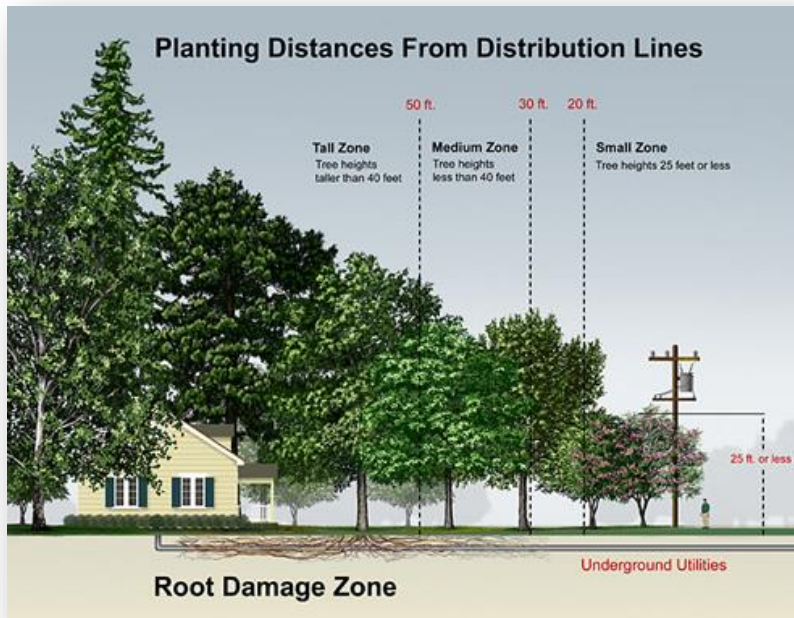 Planting Distances From Distribution Lines
50 ft.
30 ft.
20 ft.
Tall Zone
Tree heights
taller than 40 feet
Medium Zone
Tree heights
less than 40 feet
Small Zone
Tree heights 25 feet or less
25 ft. or less
Underground Utilities
Root Damage Zone